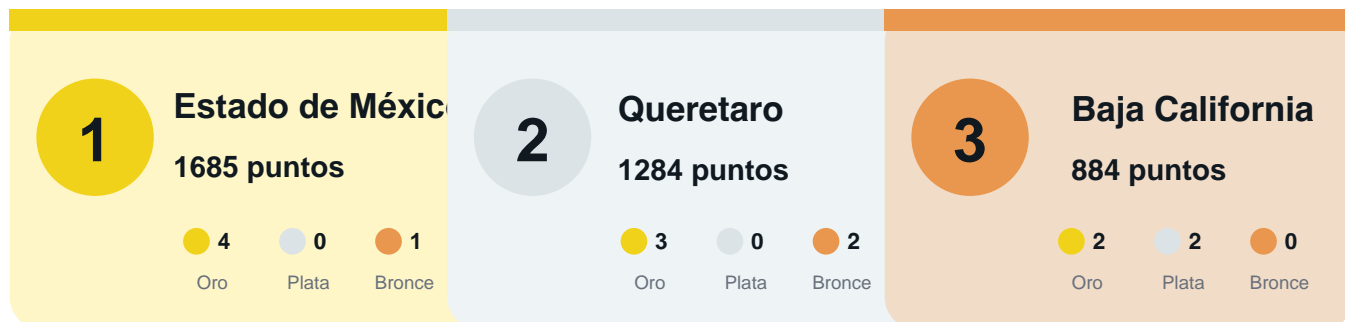 1
Estado de Méxic
1685 puntos
4 0 1
Oro Plata Bronce
2
Queretaro
1284 puntos
3 0 2
Oro Plata Bronce
3
Baja California
884 puntos
2 2 0
Oro Plata Bronce